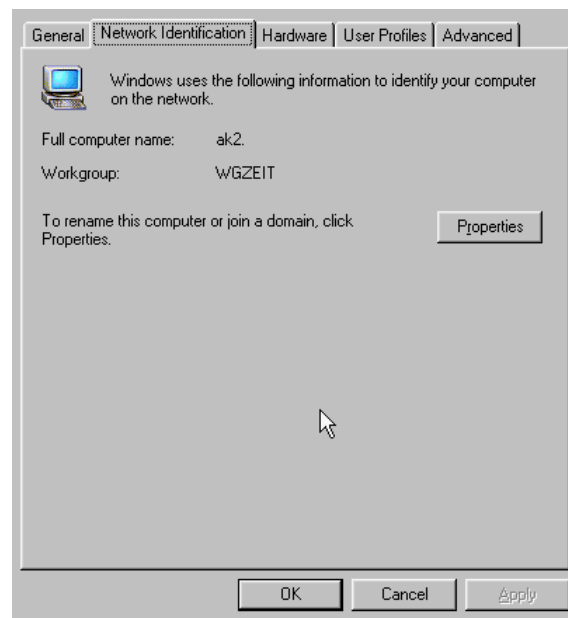 General Network Identification Hardware User Profiles Advanced
Windows uses the following information to identify your computer
on the network.
Full computer name: ak2.
Workgroup: WGZEIT
To rename this computer or join a domain, click
Properties.
Properties
OK Cancel Apply